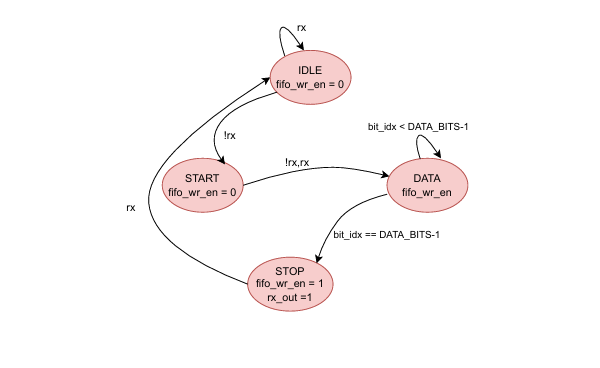 rx
IDLE
fifo_wr_en = 0
!rx
bit_idx < DATA_BITS-1
!rx,rx
START
fifo_wr_en = 0
DATA
fifo_wr_en
rx
bit_idx == DATA_BITS-1
STOP
fifo_wr_en = 1
rx_out =1